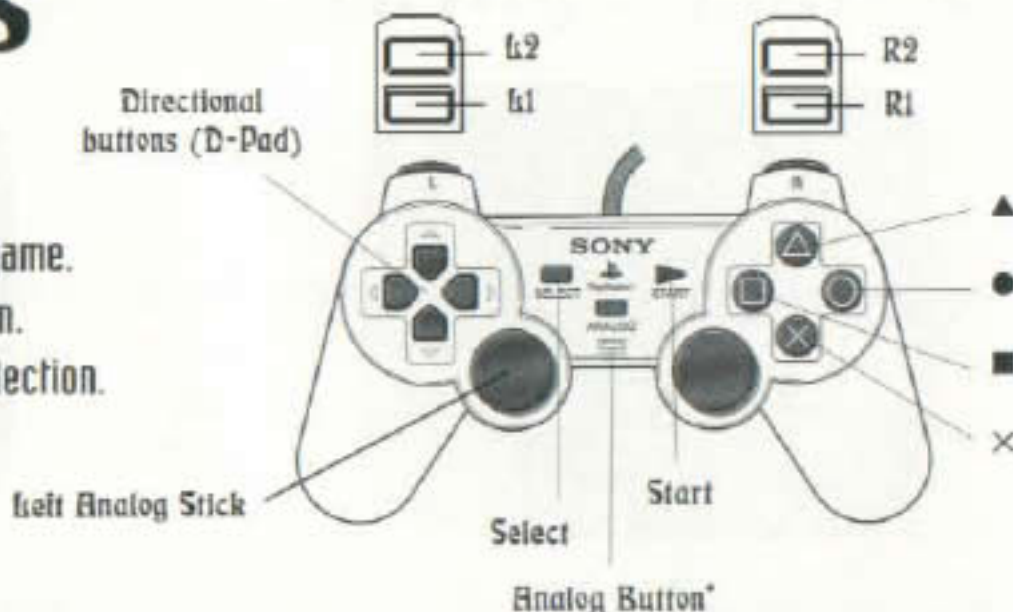 S
L2
L1
R2
R1
Directional
buttons (D-Pad)
L
R
SONY
SELECT
START
ANALOG
ame.
n.
lection.
Left Analog Stick
Start
Select
Analog Button*